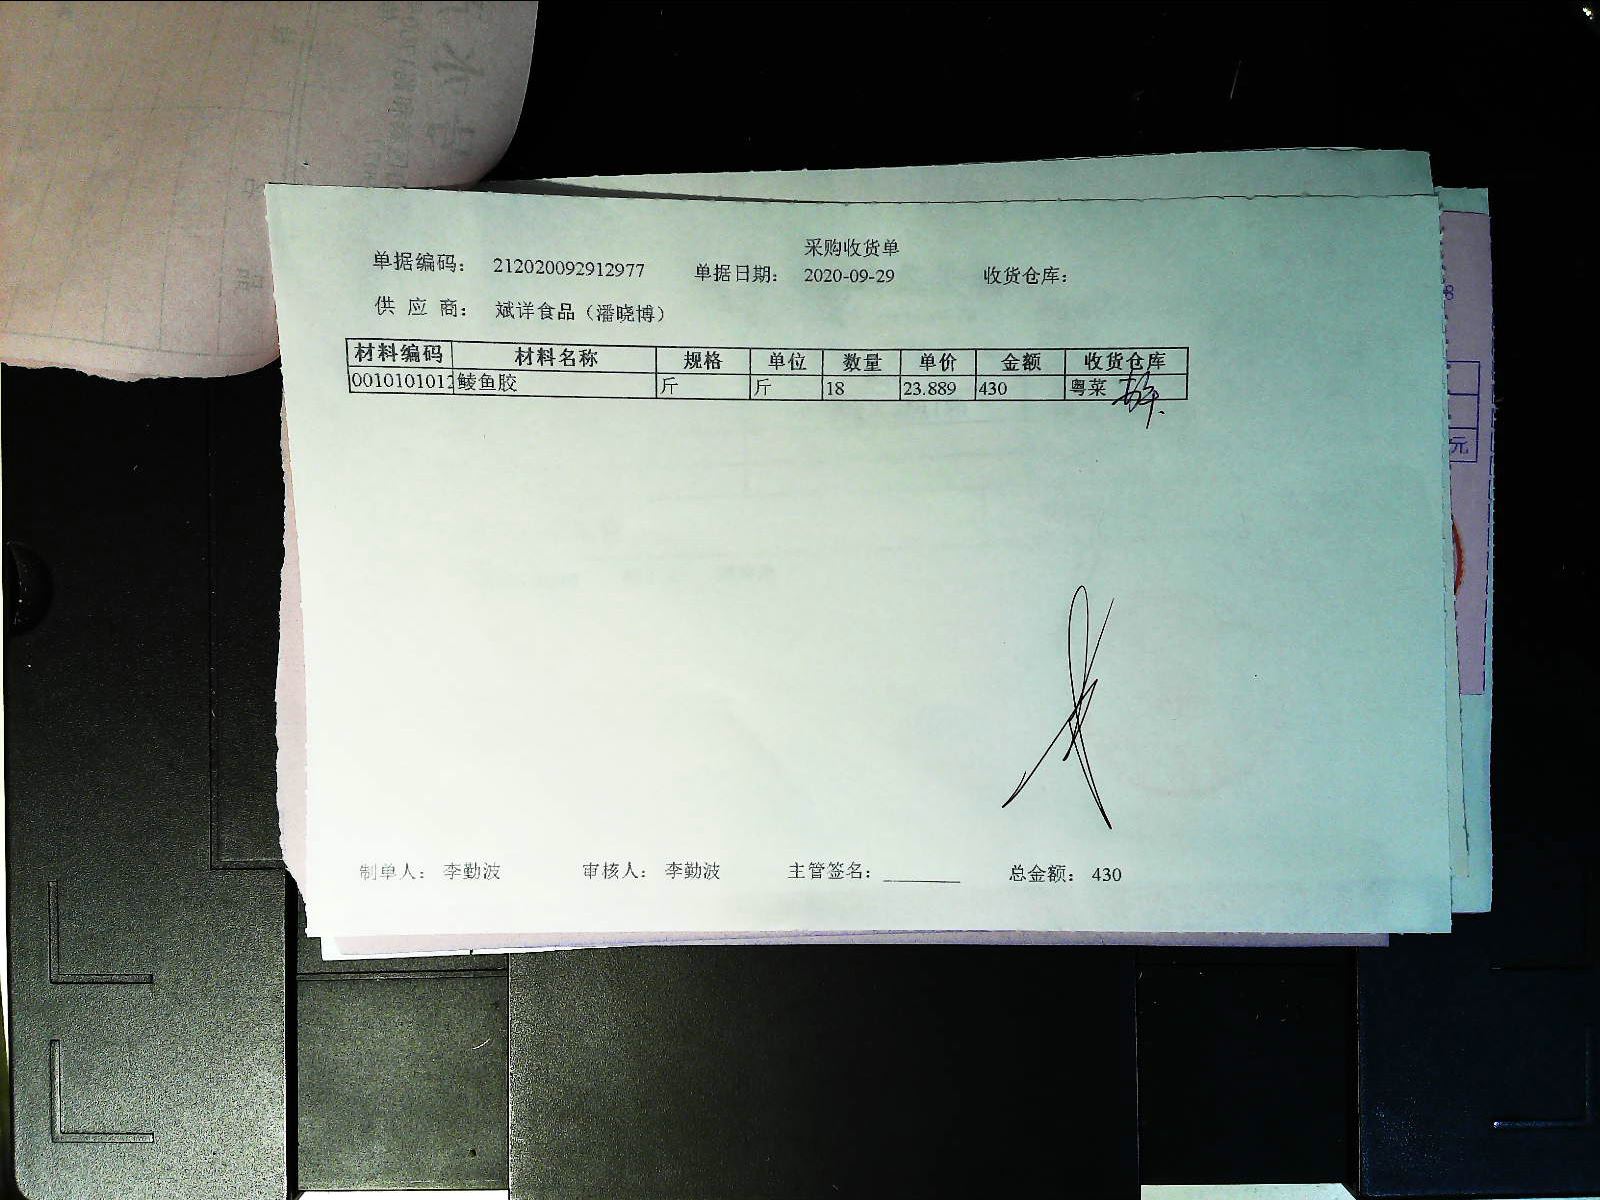 采购收货单
单据编码： 212020092912977 单据日期： 2020-09-29 收货仓库：
供 应 商： 斌洋食品（潘晓博）
材料编码 材料名称 规格 单位 数量 单价 金额 收货仓库
0010101012 鲮鱼胶 斤 斤 18 23.889 430 粤菜
制单人： 李勤波 审核人： 李勤波 主管签名： 总金额： 430
元